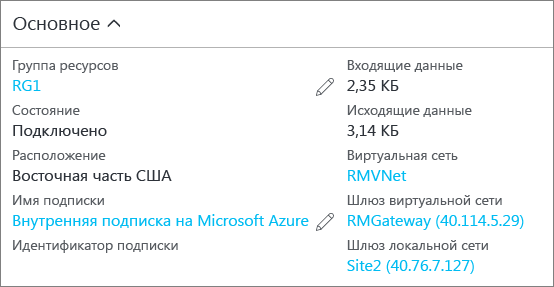 Основное
Группа ресурсов
RG1
Состояние
Подключено
Расположение
Восточная часть США
Имя подписки
Внутренняя подписка на Microsoft Azure
Идентификатор подписки
Входящие данные
2,35 КБ
Исходящие данные
3,14 КБ
Виртуальная сеть
RMVNet
Шлюз виртуальной сети
RMGateway (40.114.5.29)
Шлюз локальной сети
Site2 (40.76.7.127)